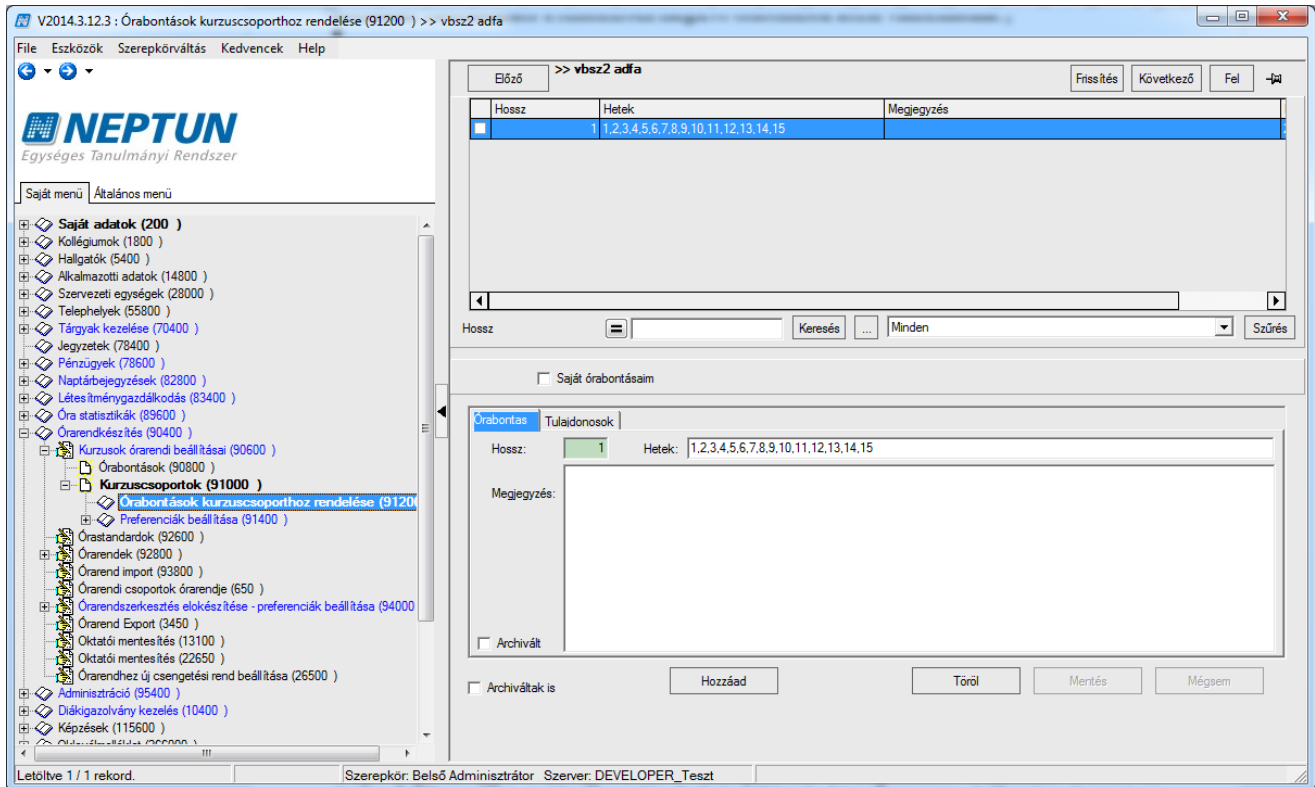 V2014.3.12.3 : Órabontások kurzuscsoporthoz rendelése (91200 ) >> vbsz2 adfa
File Eszközök Szerepkörváltás Kedvencek Help
NEPTUN
Egységes Tanulmányi Rendszer
Saját menü Általános menü
Saját adatok (200 )
Kollégiumok (1800 )
Hallgatók (5400 )
Alkalmazotti adatok (14800 )
Szervezeti egységek (28000 )
Telephelyek (55800 )
Tárgyak kezelése (70400 )
Jegyzetek (78400 )
Pénzügyek (78600 )
Naptárbejegyzések (82800 )
Létesítménygazdálkodás (83400 )
Óra statisztikák (89600 )
Órarendkészítés (90400 )
Kurzusok órarendi beállításai (90600 )
Órabontások (90800 )
Kurzuscsoportok (91000 )
Órabontások kurzuscsoporthoz rendelése (91200
Preferenciák beállítása (91400 )
Órastandardok (92600 )
Órarendek (92800 )
Órarend import (93800 )
Órarendi csoportok órarendje (650 )
Órarendszerkesztés elokészítése - preferenciák beállítása (94000
Órarend Export (3450 )
Oktatói mentesítés (13100 )
Oktatói mentesítés (22650 )
Órarendhez új csengetési rend beállítása (26500 )
Adminisztráció (95400 )
Diákigazolvány kezelés (10400 )
Képzések (115600 )
Előző >> vbsz2 adfa Frissítés Következő Fel
Hossz Hetek Megjegyzés
1 1,2,3,4,5,6,7,8,9,10,11,12,13,14,15
Hossz = Keresés ... Minden Szűrés
Saját órabontásaim
Órabontas Tulajdonosok
Hossz: 1 Hetek: 1,2,3,4,5,6,7,8,9,10,11,12,13,14,15
Megjegyzés:
Archivált
Archiváltak is Hozzáad Töröl Mentés Mégsem
Letöltve 1 / 1 rekord. Szerepkör: Belső Adminisztrátor Szerver: DEVELOPER_Teszt